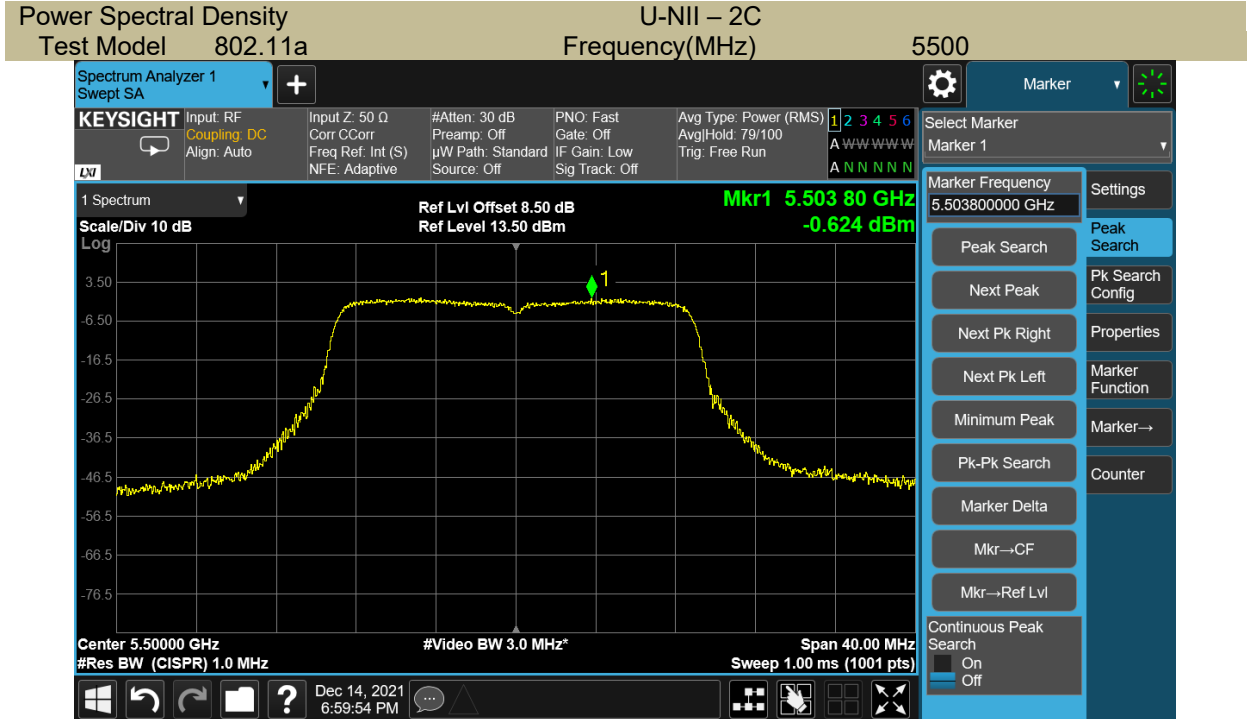 Power Spectral Density U-NII – 2C
Test Model 802.11a Frequency(MHz) 5500
Spectrum Analyzer 1
Swept SA
+
Marker
KEYSIGHT
LXI
Input: RF
Coupling: DC
Align: Auto
Input Z: 50 Ω
Corr CCorr
Freq Ref: Int (S)
NFE: Adaptive
#Atten: 30 dB
Preamp: Off
µW Path: Standard
Source: Off
PNO: Fast
Gate: Off
IF Gain: Low
Sig Track: Off
Avg Type: Power (RMS)
Avg|Hold: 79/100
Trig: Free Run
1 2 3 4 5 6
A W W W W W
A N N N N N
Select Marker
Marker 1
1 Spectrum
Scale/Div 10 dB
Log
Ref Lvl Offset 8.50 dB
Ref Level 13.50 dBm
Mkr1 5.503 80 GHz
-0.624 dBm
1
3.50
-6.50
-16.5
-26.5
-36.5
-46.5
-56.5
-66.5
-76.5
Center 5.50000 GHz #Video BW 3.0 MHz* Span 40.00 MHz
#Res BW (CISPR) 1.0 MHz Sweep 1.00 ms (1001 pts)
Marker Frequency
5.503800000 GHz
Peak Search
Next Peak
Next Pk Right
Next Pk Left
Minimum Peak
Pk-Pk Search
Marker Delta
Mkr→CF
Mkr→Ref Lvl
Continuous Peak
Search
On
Off
Settings
Peak
Search
Pk Search
Config
Properties
Marker
Function
Marker→
Counter
?
Dec 14, 2021
6:59:54 PM